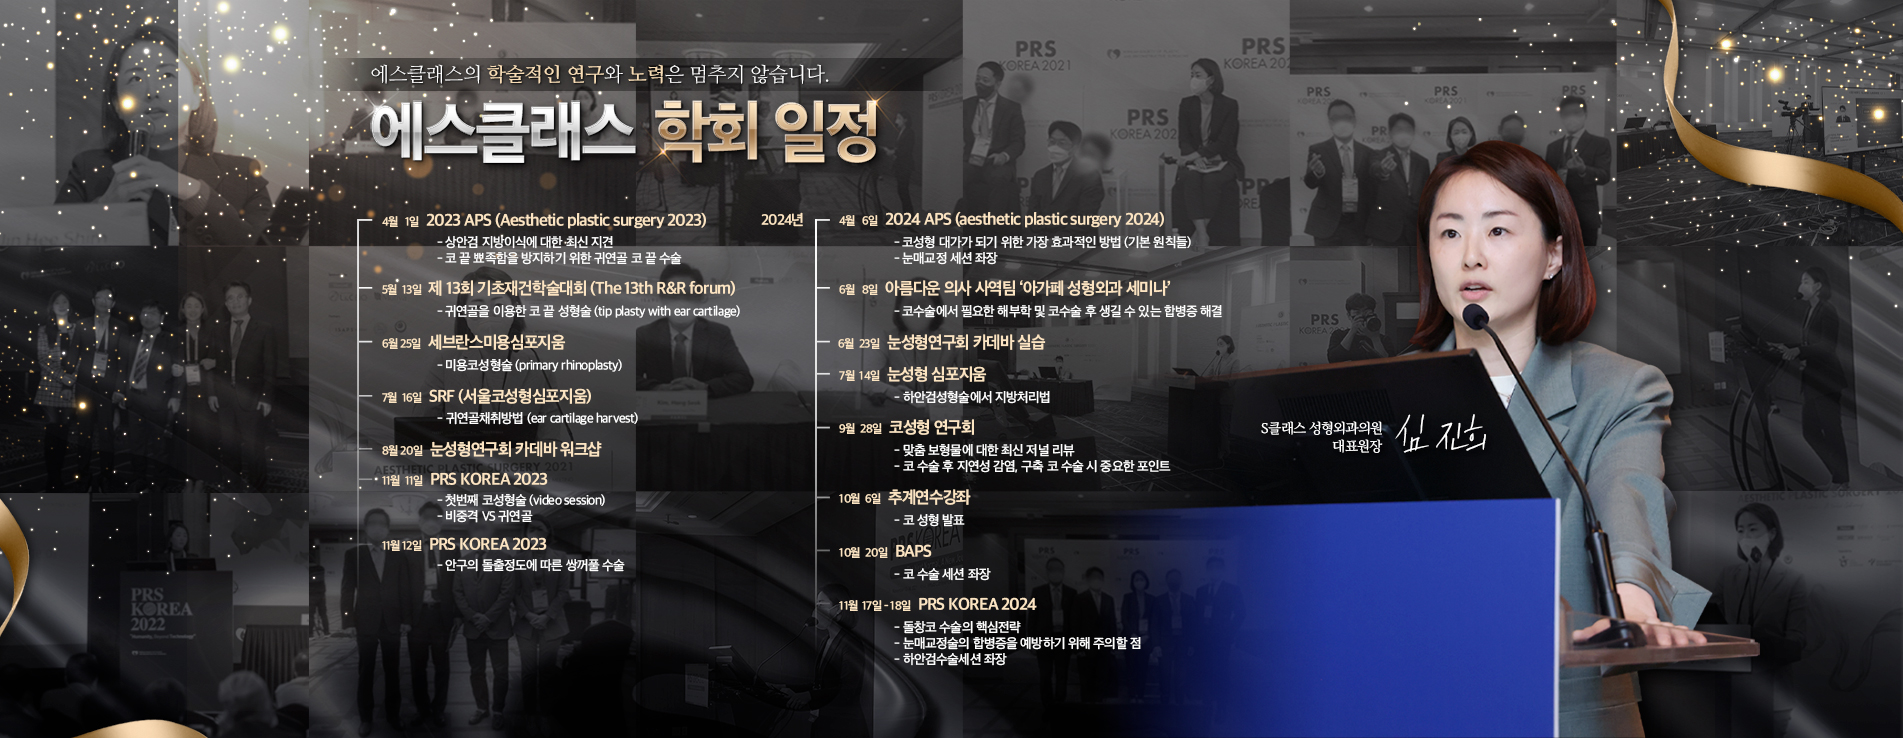 에스클래스의 학술적인 연구와 노력은 멈추지 않습니다.
에스클래스 학회 일정
4월 1일 2023 APS (Aesthetic plastic surgery 2023)
- 상안검 지방이식에 대한 최신 지견
- 코 끝 뾰족함을 방지하기 위한 귀연골 코 끝 수술
5월 13일 제 13회 기초재건학술대회 (The 13th R&R forum)
- 귀연골을 이용한 코 끝 성형술 (tip plasty with ear cartilage)
6월 25일 세브란스미용심포지움
- 미용코성형술 (primary rhinoplasty)
7월 16일 SRF (서울코성형심포지움)
- 귀연골채취방법 (ear cartilage harvest)
8월 20일 눈성형연구회 카데바 워크샵
11월 11일 PRS KOREA 2023
- 첫번째 코성형술 (video session)
- 비중격 VS 귀연골
11월 12일 PRS KOREA 2023
- 안구의 돌출정도에 따른 쌍꺼풀 수술
2024년
4월 6일 2024 APS (aesthetic plastic surgery 2024)
- 코성형 대가가 되기 위한 가장 효과적인 방법 (기본 원칙들)
- 눈매교정 세션 좌장
6월 8일 아름다운 의사 사역팀 ‘아가페 성형외과 세미나’
- 코수술에서 필요한 해부학 및 코수술 후 생길 수 있는 합병증 해결
6월 23일 눈성형연구회 카데바 실습
7월 14일 눈성형 심포지움
- 하안검성형술에서 지방처리법
9월 28일 코성형 연구회
- 맞춤 보형물에 대한 최신 저널 리뷰
- 코 수술 후 지연성 감염, 구축 코 수술 시 중요한 포인트
10월 6일 추계연수강좌
- 코 성형 발표
10월 20일 BAPS
- 코 수술 세션 좌장
11월 17일 - 18일 PRS KOREA 2024
- 돌창코 수술의 핵심전략
- 눈매교정술의 합병증을 예방하기 위해 주의할 점
- 하안검수술세션 좌장
S클래스 성형외과의원
대표원장 심진희
PRS
KOREA 2021
PRS
PRS
KOREA 202
PRS
KOREA 2021
PRS
PRS
KOREA
AESTHETIC PLASTIC SURGERY 2021
PRS
KOREA
2022